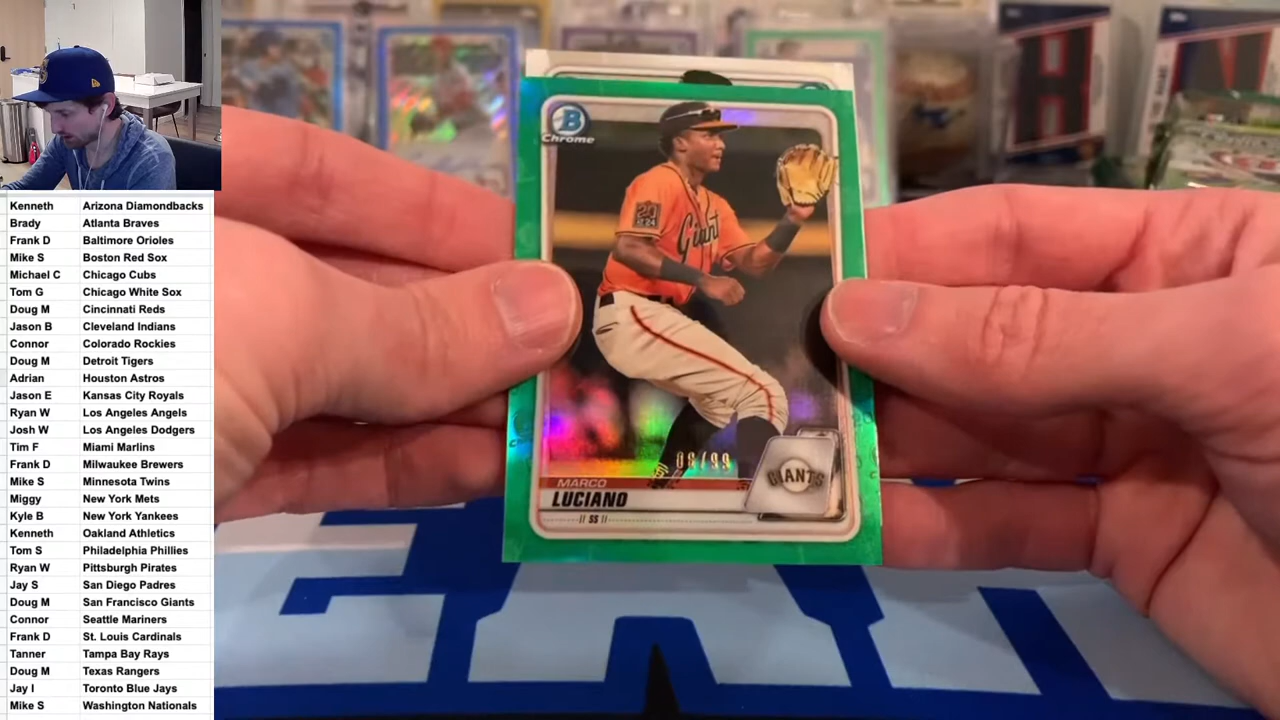 Kenneth Arizona Diamondbacks
Brady Atlanta Braves
Frank D Baltimore Orioles
Mike S Boston Red Sox
Michael C Chicago Cubs
Tom G Chicago White Sox
Doug M Cincinnati Reds
Jason B Cleveland Indians
Connor Colorado Rockies
Doug M Detroit Tigers
Adrian Houston Astros
Jason E Kansas City Royals
Ryan W Los Angeles Angels
Josh W Los Angeles Dodgers
Tim F Miami Marlins
Frank D Milwaukee Brewers
Mike S Minnesota Twins
Miggy New York Mets
Kyle B New York Yankees
Kenneth Oakland Athletics
Tom S Philadelphia Phillies
Ryan W Pittsburgh Pirates
Jay S San Diego Padres
Doug M San Francisco Giants
Connor Seattle Mariners
Frank D St. Louis Cardinals
Tanner Tampa Bay Rays
Doug M Texas Rangers
Jay I Toronto Blue Jays
Mike S Washington Nationals
B
Chrome
20
24
Giants
08/99
MARCO
LUCIANO
SS
GIANTS